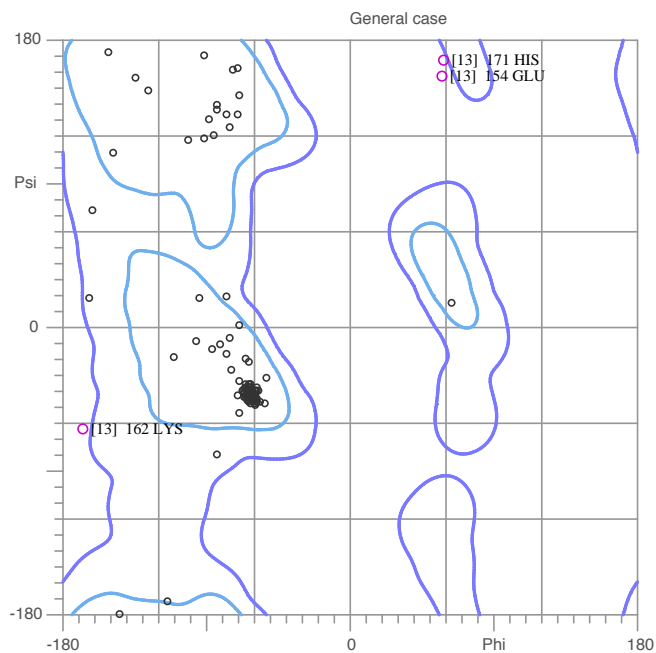 General case
180
[13] 171 HIS
[13] 154 GLU
Psi
0
[13] 162 LYS
-180
-180 0 Phi 180